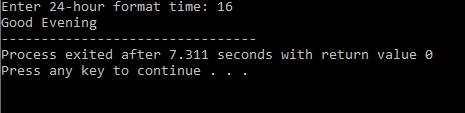 Enter 24-hour format time: 16
Good Evening
--------------------------------
Process exited after 7.311 seconds with return value 0
Press any key to continue . . .